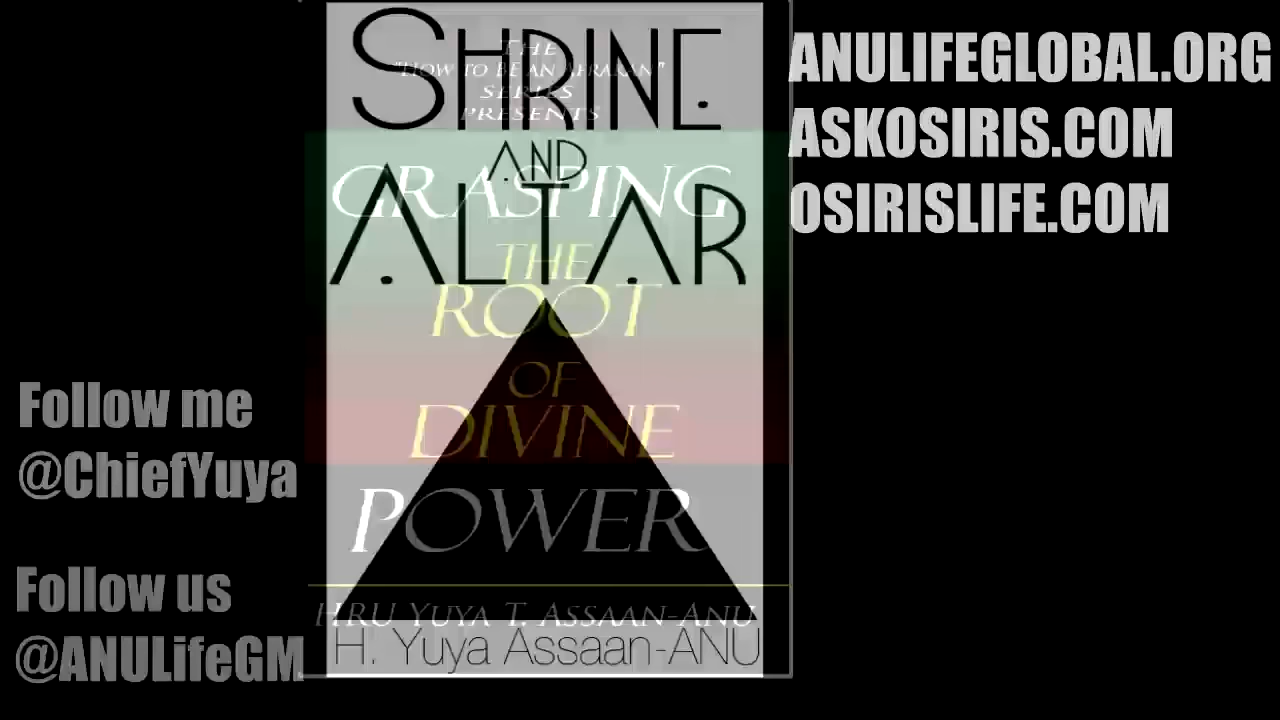 SHRINE
AND
ALTAR
H. Yuya Assaan-ANU
THE
"HOW TO BE AN AFRAKAN"
SERIES
PRESENTS
GRASPING
THE
ROOT
OF
DIVINE
POWER
HRU YUYA T. ASSAAN-ANU
ANULIFEGLOBAL.ORG
ASKOSIRIS.COM
OSIRISLIFE.COM
Follow me
@ChiefYuya
Follow us
@ANULifeGM